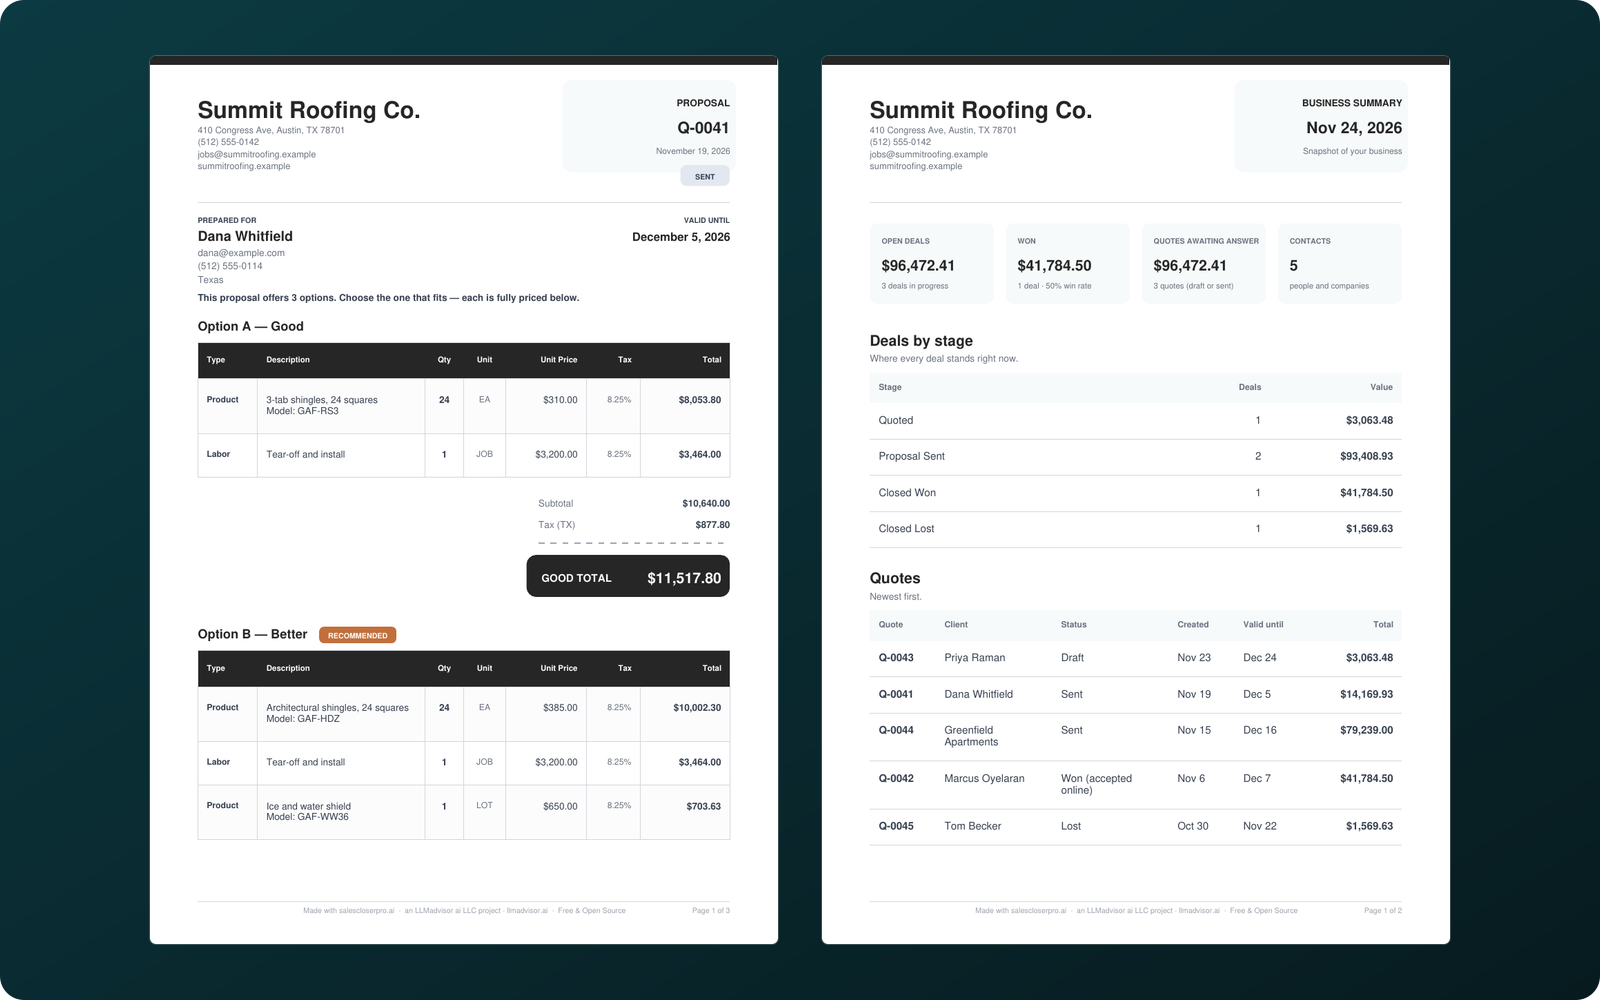 Summit Roofing Co.
410 Congress Ave, Austin, TX 78701
(512) 555-0142
jobs@summitroofing.example
summitroofing.example
PROPOSAL
Q-0041
November 19, 2026
SENT
PREPARED FOR
Dana Whitfield
dana@example.com
(512) 555-0114
Texas
VALID UNTIL
December 5, 2026
This proposal offers 3 options. Choose the one that fits — each is fully priced below.
Option A — Good
Type Description Qty Unit Unit Price Tax Total
Product 3-tab shingles, 24 squares 24 EA $310.00 8.25% $8,053.80
Model: GAF-RS3
Labor Tear-off and install 1 JOB $3,200.00 8.25% $3,464.00
Subtotal $10,640.00
Tax (TX) $877.80
GOOD TOTAL $11,517.80
Option B — Better RECOMMENDED
Type Description Qty Unit Unit Price Tax Total
Product Architectural shingles, 24 squares 24 EA $385.00 8.25% $10,002.30
Model: GAF-HDZ
Labor Tear-off and install 1 JOB $3,200.00 8.25% $3,464.00
Product Ice and water shield 1 LOT $650.00 8.25% $703.63
Model: GAF-WW36
Made with salescloserpro.ai · an LLMadvisor ai LLC project · llmadvisor.ai · Free & Open Source Page 1 of 3
Summit Roofing Co.
410 Congress Ave, Austin, TX 78701
(512) 555-0142
jobs@summitroofing.example
summitroofing.example
BUSINESS SUMMARY
Nov 24, 2026
Snapshot of your business
OPEN DEALS
$96,472.41
3 deals in progress
WON
$41,784.50
1 deal · 50% win rate
QUOTES AWAITING ANSWER
$96,472.41
3 quotes (draft or sent)
CONTACTS
5
people and companies
Deals by stage
Where every deal stands right now.
Stage Deals Value
Quoted 1 $3,063.48
Proposal Sent 2 $93,408.93
Closed Won 1 $41,784.50
Closed Lost 1 $1,569.63
Quotes
Newest first.
Quote Client Status Created Valid until Total
Q-0043 Priya Raman Draft Nov 23 Dec 24 $3,063.48
Q-0041 Dana Whitfield Sent Nov 19 Dec 5 $14,169.93
Q-0044 Greenfield Sent Nov 15 Dec 16 $79,239.00
Apartments
Q-0042 Marcus Oyelaran Won (accepted Nov 6 Dec 7 $41,784.50
online)
Q-0045 Tom Becker Lost Oct 30 Nov 22 $1,569.63
Made with salescloserpro.ai · an LLMadvisor ai LLC project · llmadvisor.ai · Free & Open Source Page 1 of 2